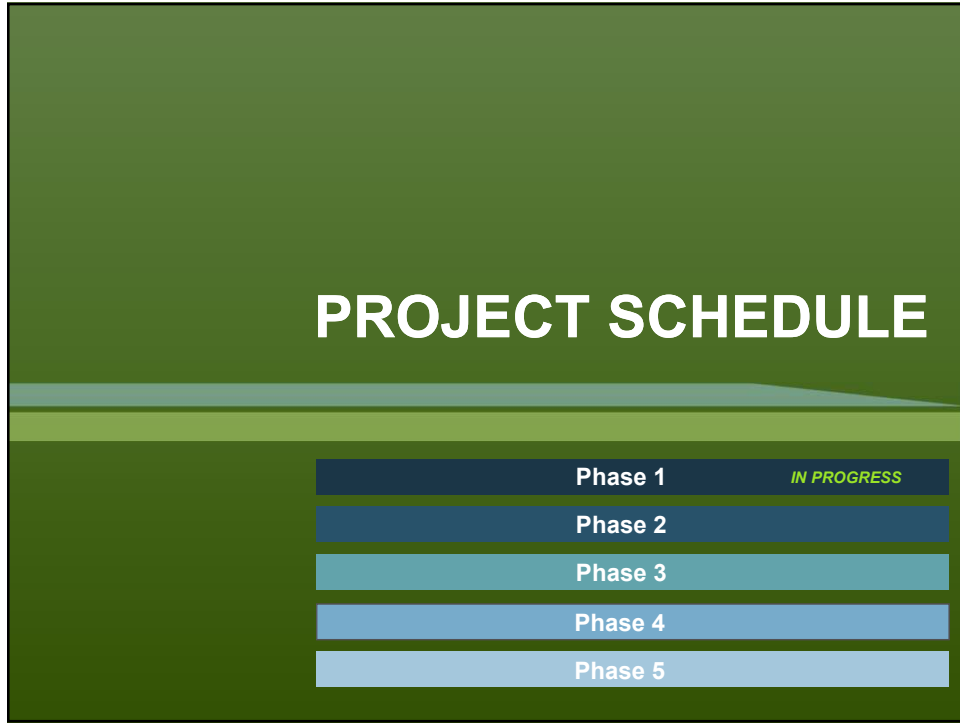 PROJECT SCHEDULE
Phase 1 IN PROGRESS
Phase 2
Phase 3
Phase 4
Phase 5